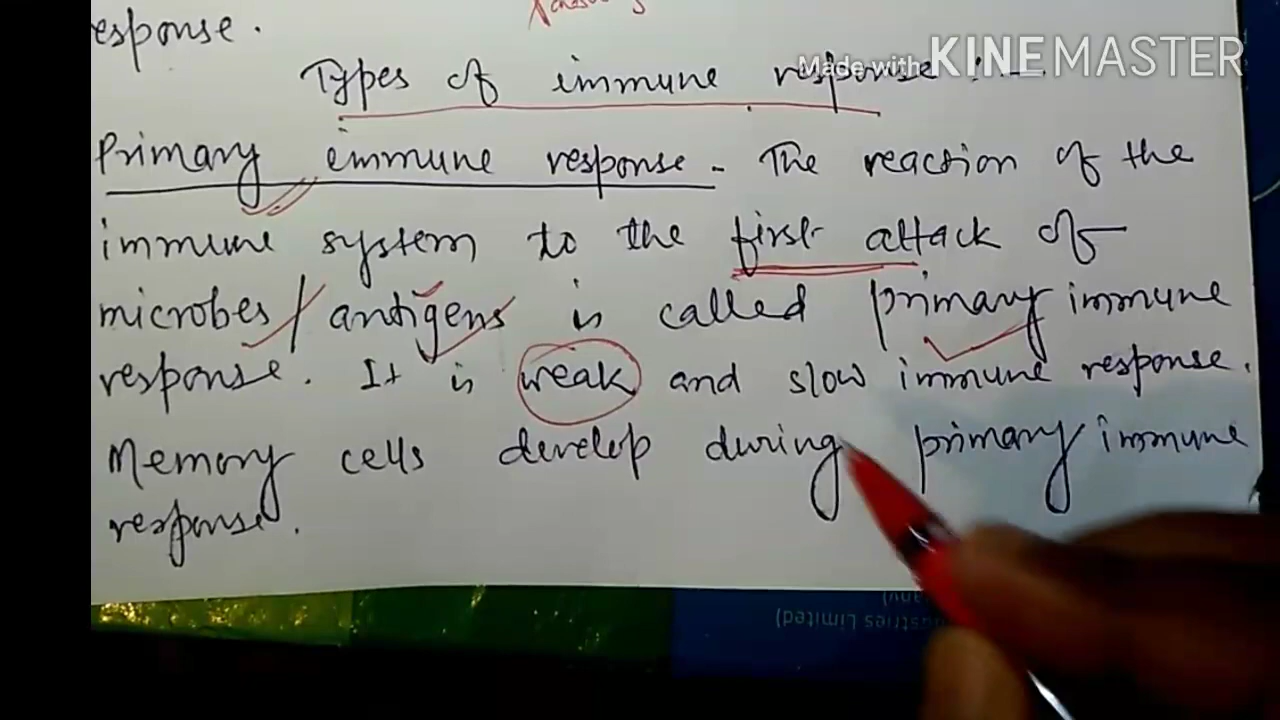 esponse.
Types of immune response :-
Made with KINEMASTER
Primary immune response - The reaction of the
immune system to the first attack of
microbes / antigens is called primary immune
response. It is weak and slow immune response.
Memory cells develop during primary immune
response.
ustries Limited)